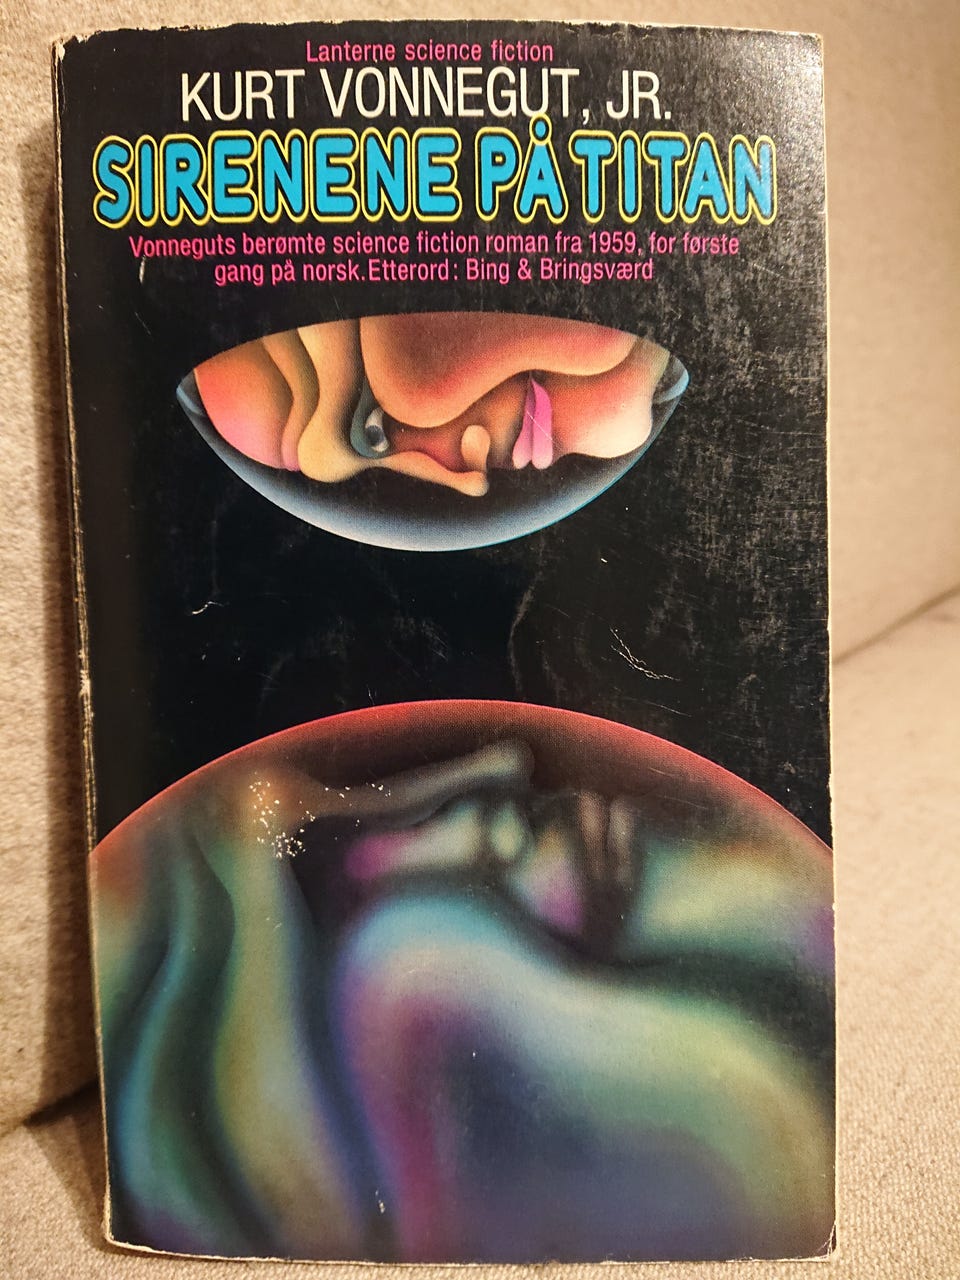 Lanterne science fiction
KURT VONNEGUT, JR.
SIRENENE PÅ TITAN
Vonneguts berømte science fiction roman fra 1959, for første
gang på norsk. Etterord: Bing & Bringsværd